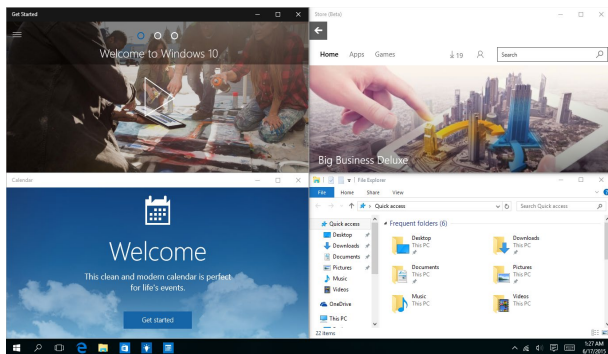 Get Started
Welcome to Windows 10
Store (Beta)
Home Apps Games
19
Search
Big Business Deluxe
Calendar
Welcome
This clean and modern calendar is perfect
for life's events.
Get started
File Explorer
File Home Share View
Quick access
Search Quick access
Quick access
Desktop
Downloads
Documents
Pictures
Music
Videos
OneDrive
This PC
Frequent folders (6)
Desktop
This PC
Downloads
This PC
Documents
This PC
Pictures
This PC
Music
This PC
Videos
This PC
22 items
1:27 AM
6/17/2015